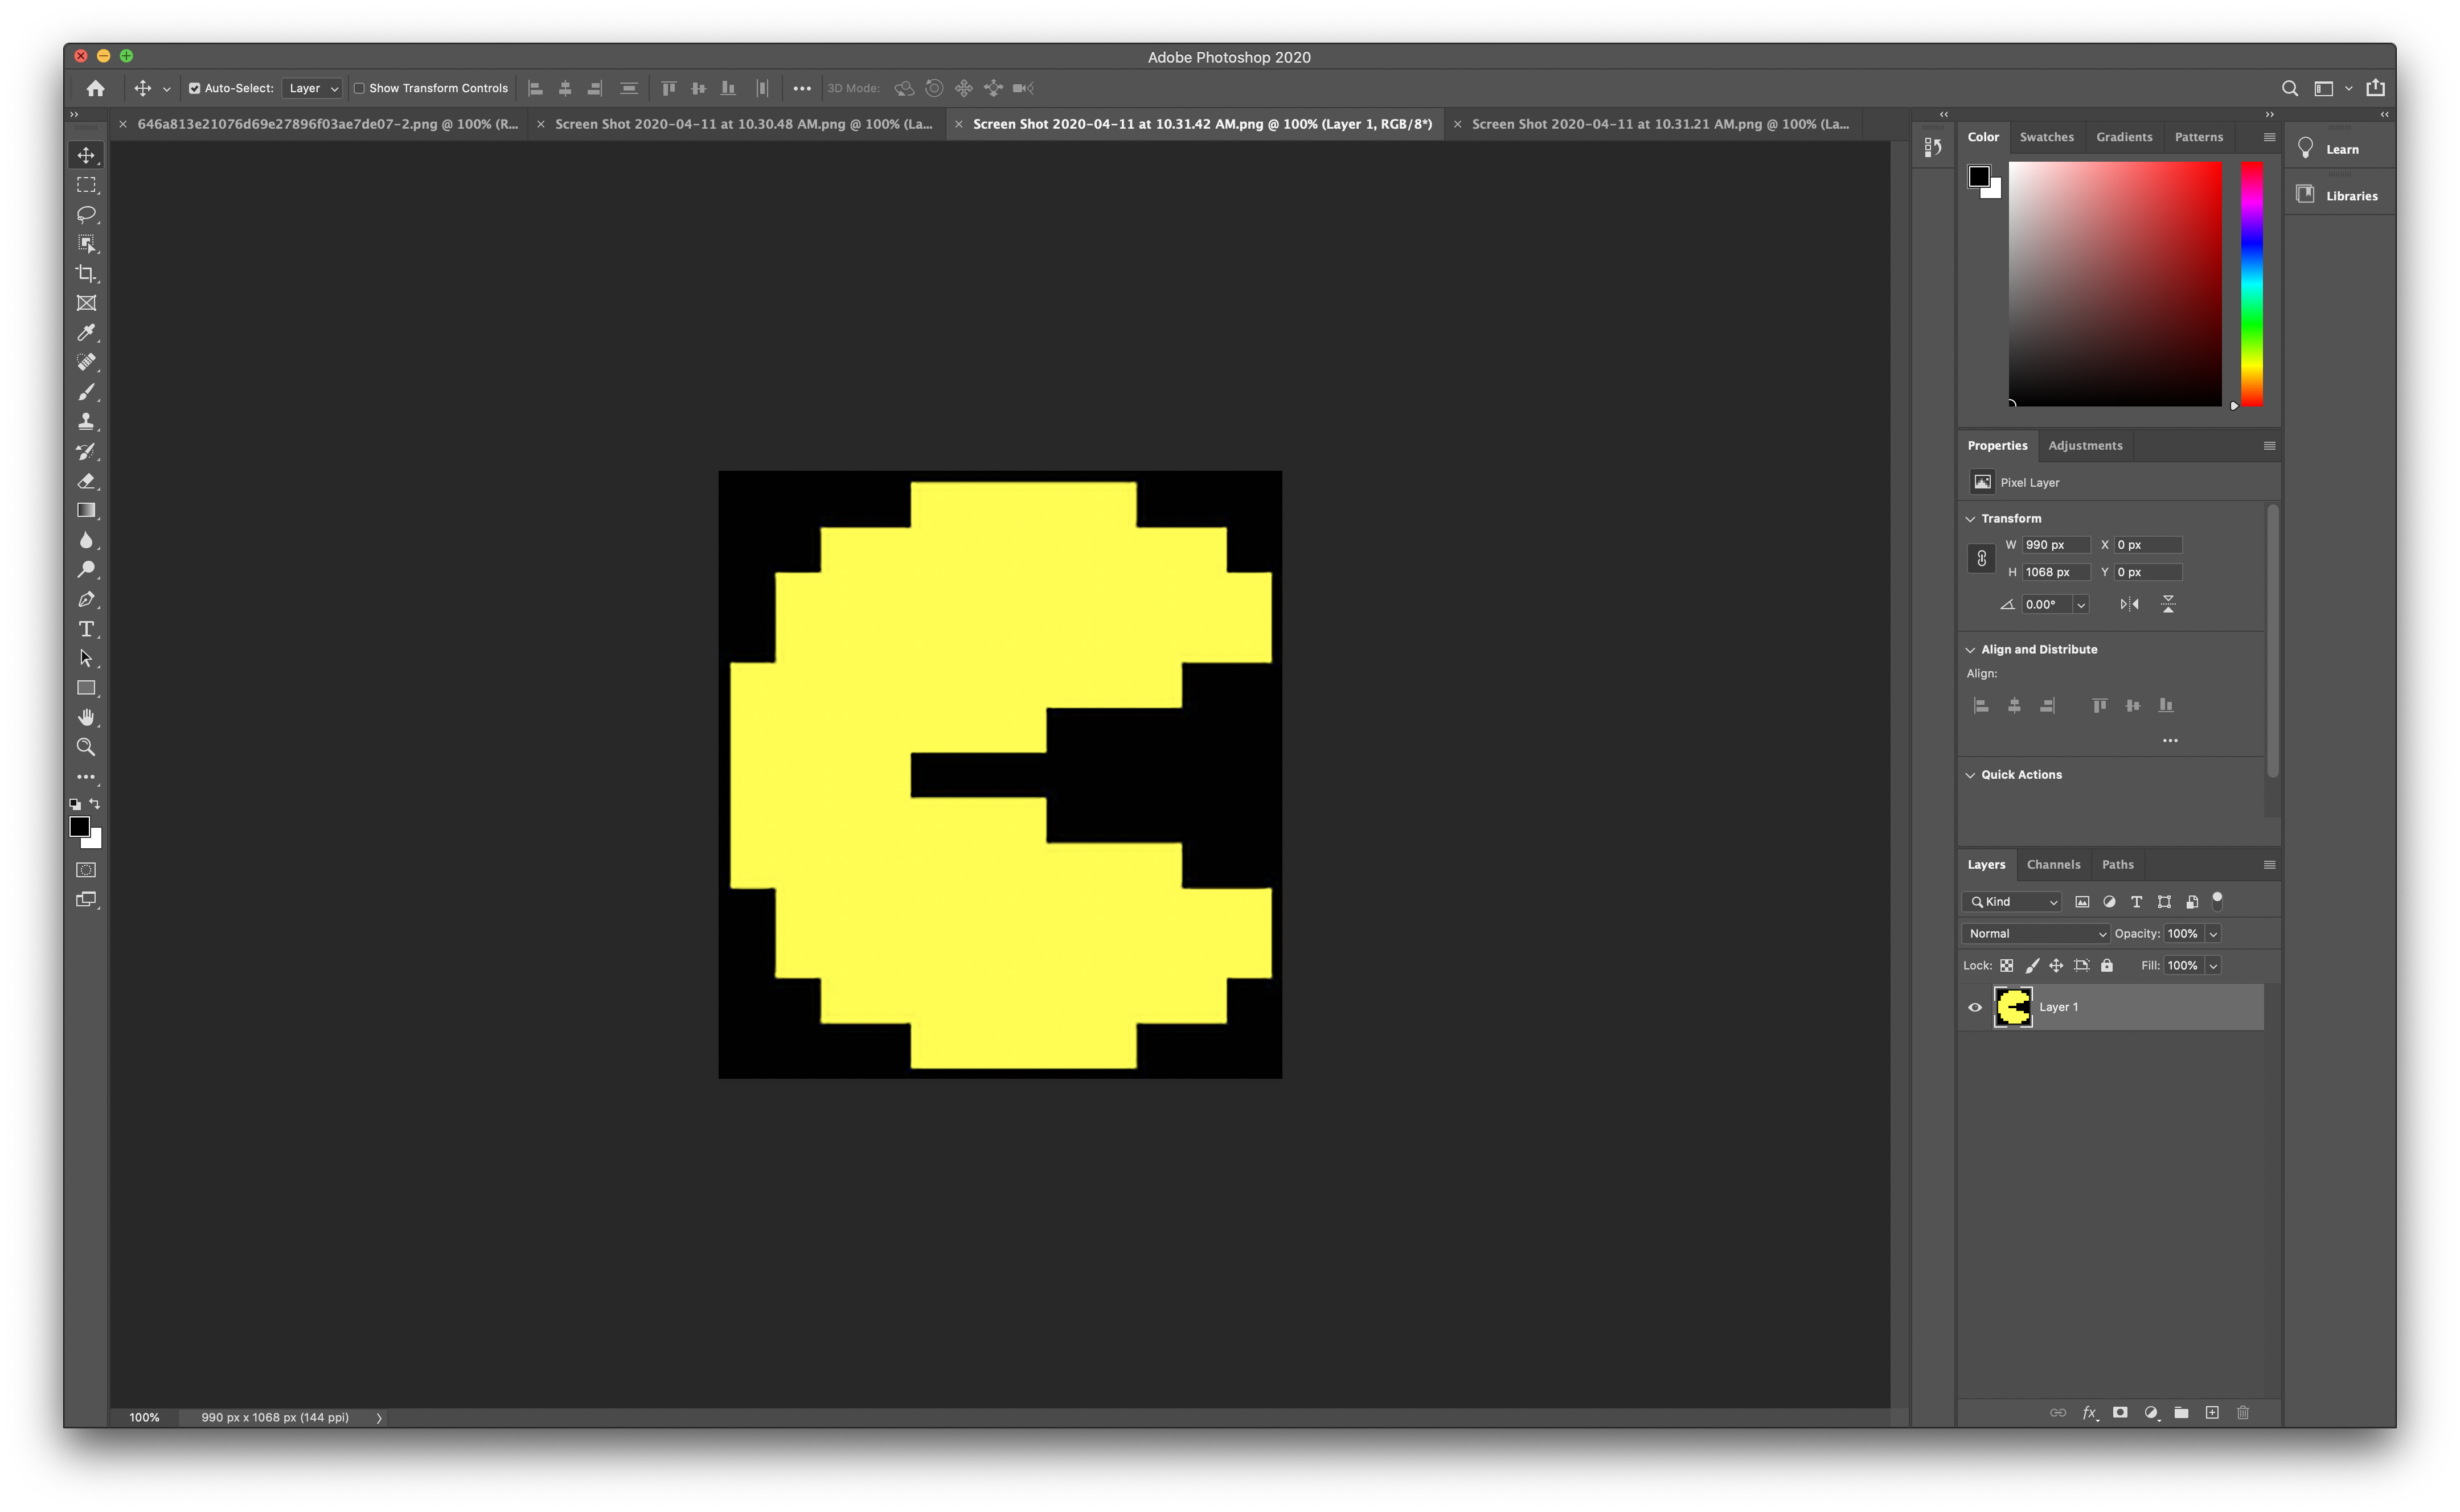 Adobe Photoshop 2020
Auto-Select: Layer Show Transform Controls 3D Mode:
646a813e21076d69e27896f03ae7de07-2.png @ 100% (R... Screen Shot 2020-04-11 at 10.30.48 AM.png @ 100% (La... Screen Shot 2020-04-11 at 10.31.42 AM.png @ 100% (Layer 1, RGB/8*) Screen Shot 2020-04-11 at 10.31.21 AM.png @ 100% (La...
Color Swatches Gradients Patterns
Learn
Libraries
Properties Adjustments
Pixel Layer
Transform
W 990 px X 0 px
H 1068 px Y 0 px
0.00°
Align and Distribute
Align:
Quick Actions
Layers Channels Paths
Kind
Normal Opacity: 100%
Lock: Fill: 100%
Layer 1
fx
100% 990 px x 1068 px (144 ppi)